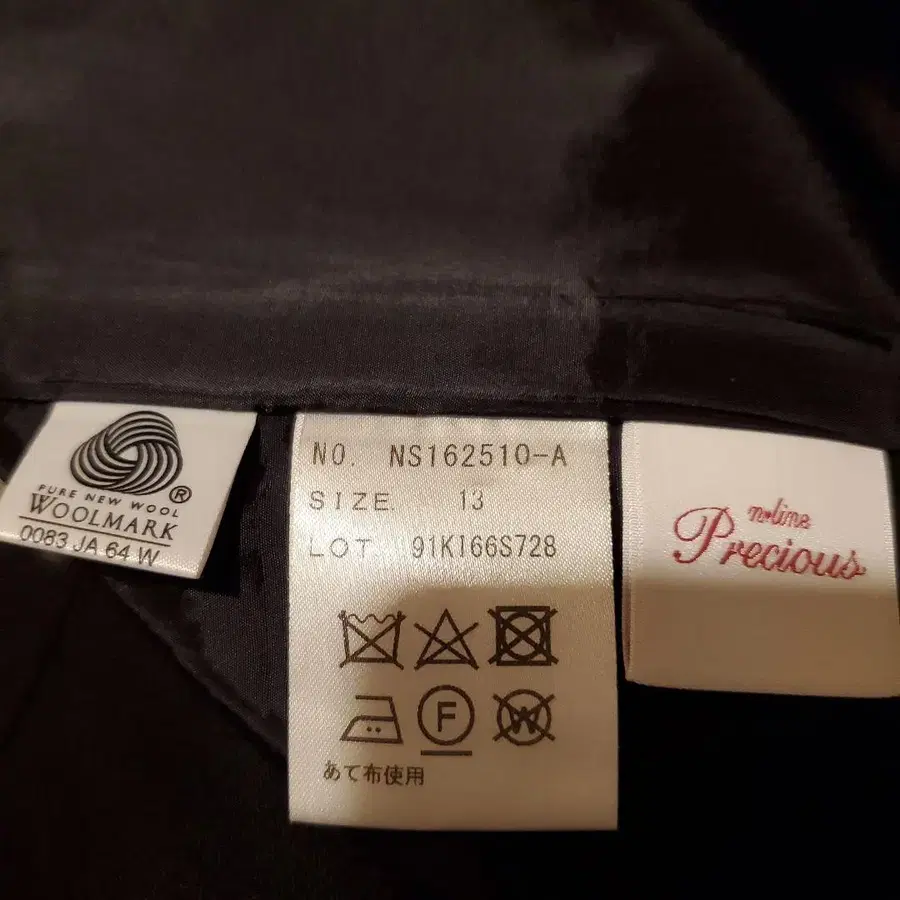 PURE NEW WOOL
WOOLMARK
®
0083 JA 64 W
NO. NS162510-A
SIZE 13
LOT 91KI66S728
F
W
あて布使用
n•line
Precious